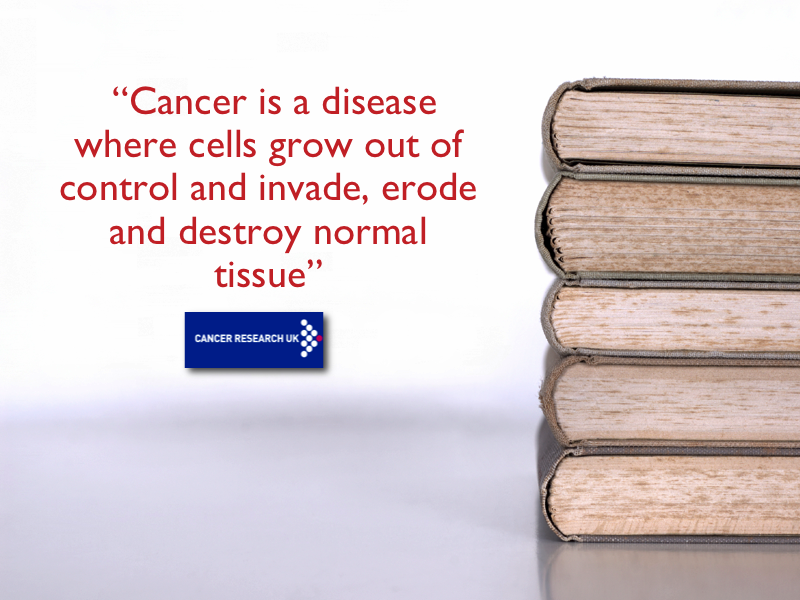 “Cancer is a disease
where cells grow out of
control and invade, erode
and destroy normal
tissue”
CANCER RESEARCH UK